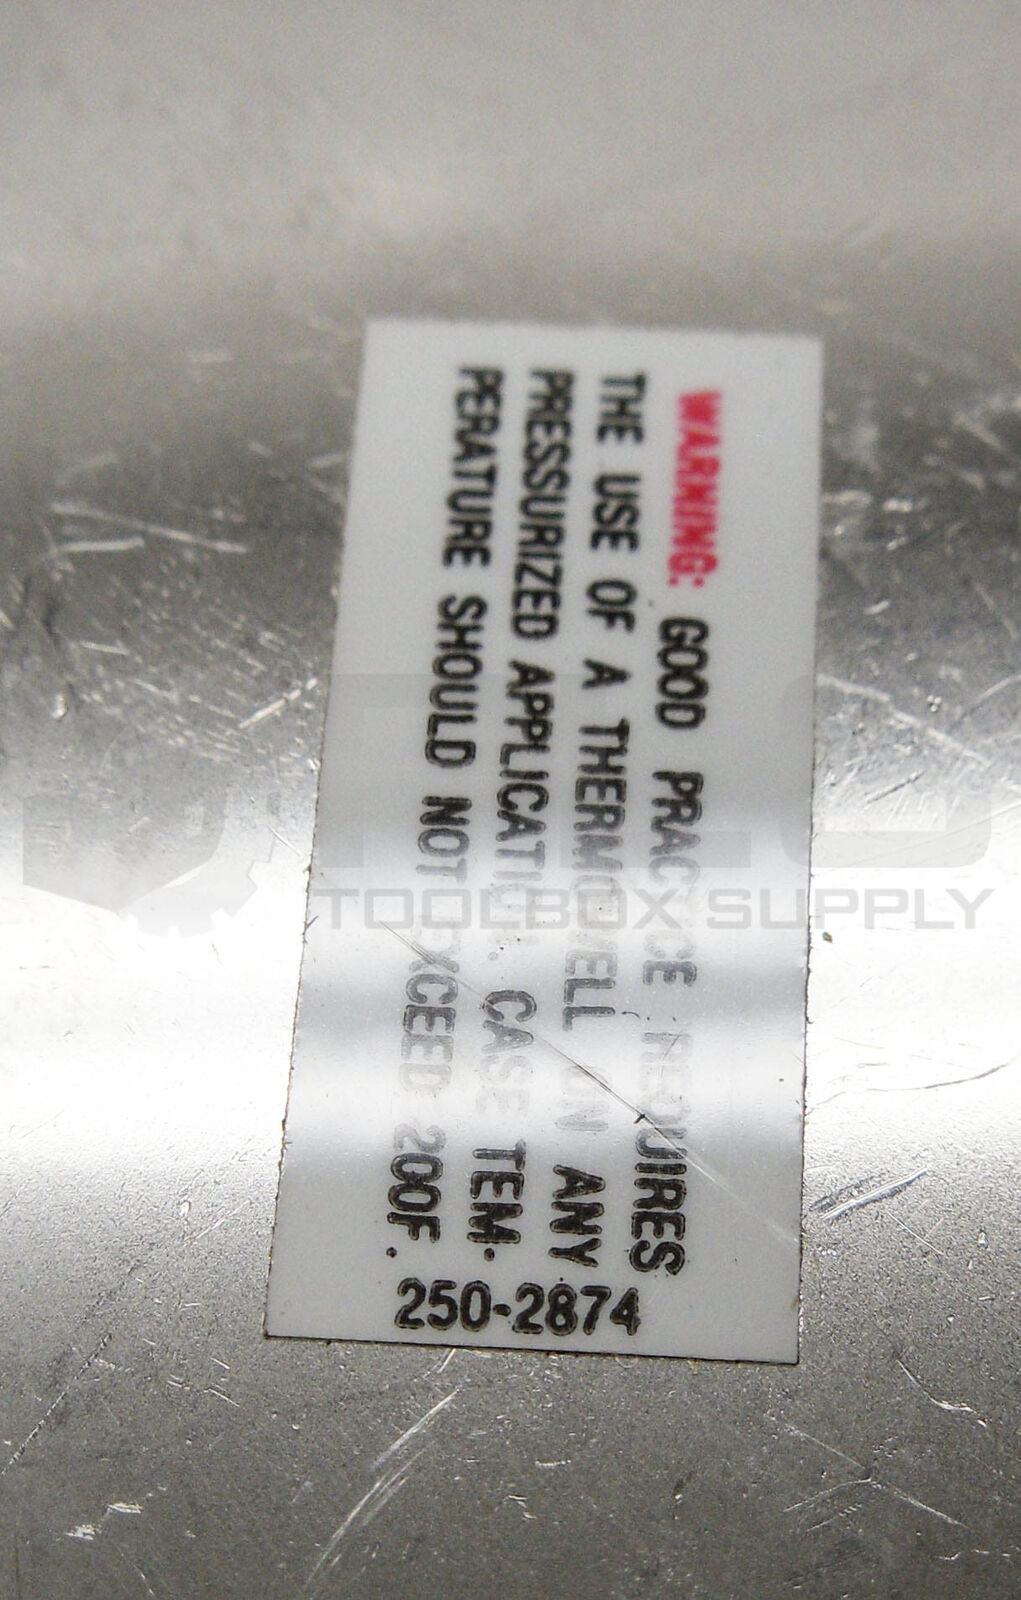 WARNING: GOOD PRACTICE REQUIRES
THE USE OF A THERMOWELL IN ANY
PRESSURIZED APPLICATION. CASE TEM-
PERATURE SHOULD NOT EXCEED 200F.
250-2874
TOOLBOX SUPPLY